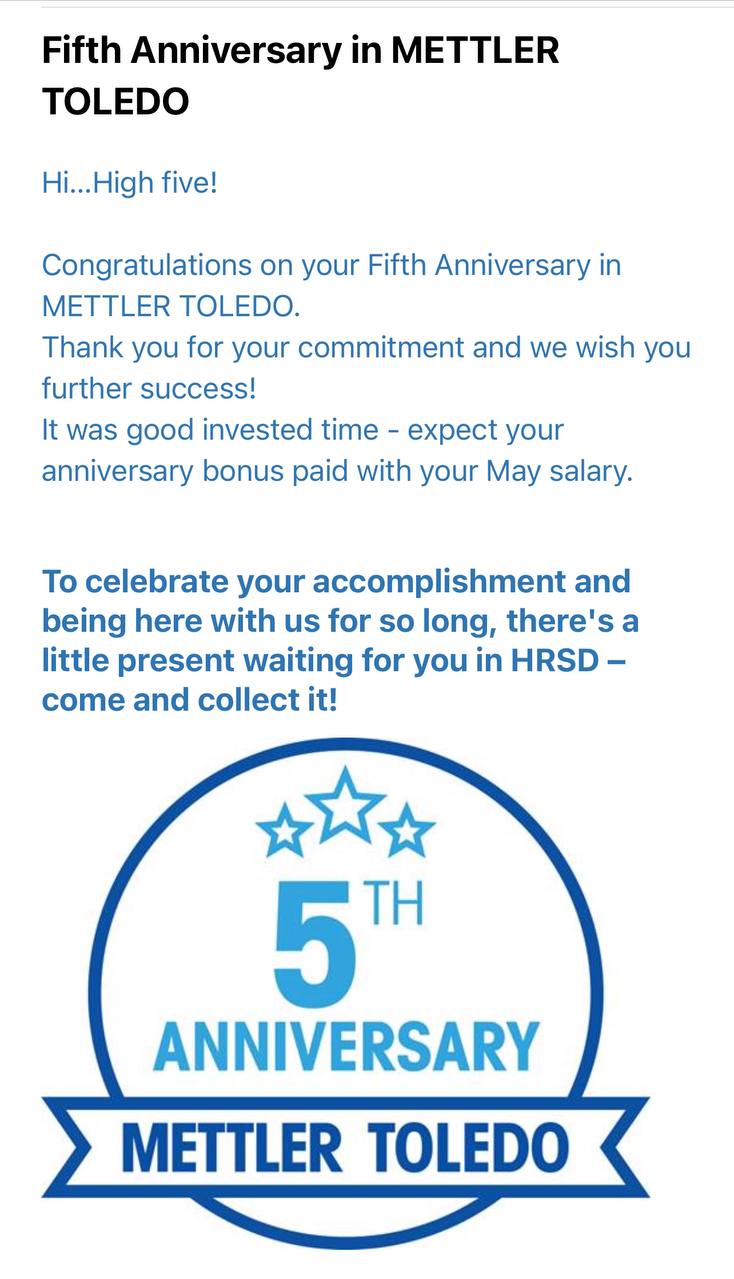 Fifth Anniversary in METTLER
TOLEDO
Hi...High five!
Congratulations on your Fifth Anniversary in
METTLER TOLEDO.
Thank you for your commitment and we wish you
further success!
It was good invested time - expect your
anniversary bonus paid with your May salary.
To celebrate your accomplishment and
being here with us for so long, there's a
little present waiting for you in HRSD –
come and collect it!
5TH
ANNIVERSARY
METTLER TOLEDO